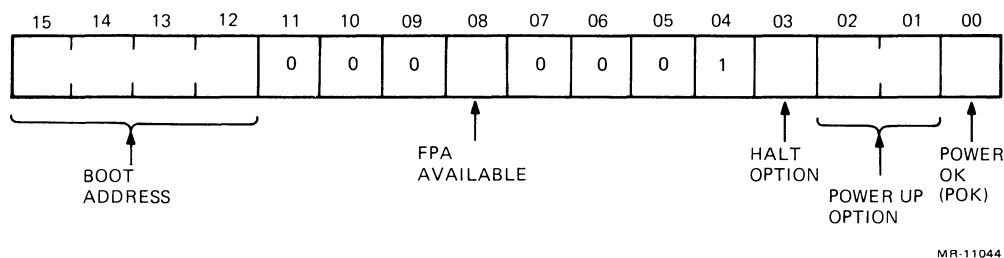 15 14 13 12 11 10 09 08 07 06 05 04 03 02 01 00
0 0 0 0 0 0 1
BOOT
ADDRESS
FPA
AVAILABLE
HALT
OPTION
POWER UP
OPTION
POWER
OK
(POK)
MR-11044